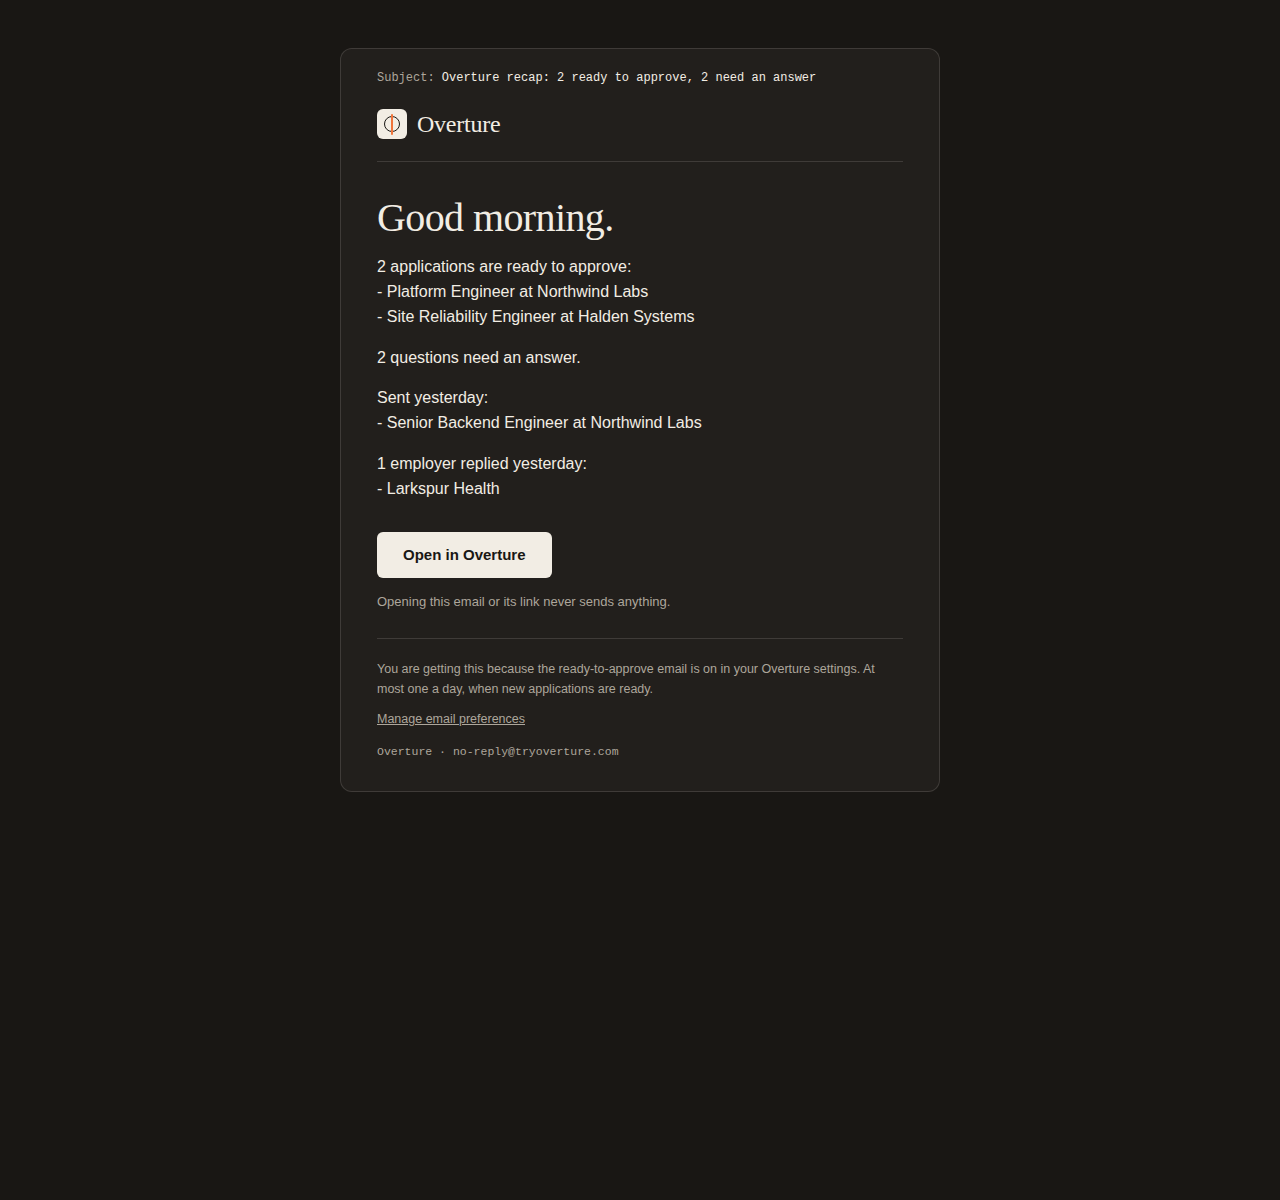 Subject: Overture recap: 2 ready to approve, 2 need an answer
Overture
Good morning.
2 applications are ready to approve:
- Platform Engineer at Northwind Labs
- Site Reliability Engineer at Halden Systems
2 questions need an answer.
Sent yesterday:
- Senior Backend Engineer at Northwind Labs
1 employer replied yesterday:
- Larkspur Health
Open in Overture
Opening this email or its link never sends anything.
You are getting this because the ready-to-approve email is on in your Overture settings. At
most one a day, when new applications are ready.
Manage email preferences
Overture · no-reply@tryoverture.com